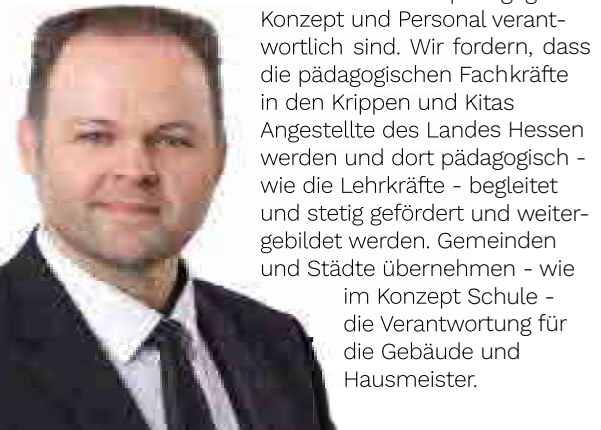 Konzept und Personal verant-
wortlich sind. Wir fordern, dass
die pädagogischen Fachkräfte
in den Krippen und Kitas
Angestellte des Landes Hessen
werden und dort pädagogisch -
wie die Lehrkräfte - begleitet
und stetig gefördert und weiter-
gebildet werden. Gemeinden
und Städte übernehmen - wie
im Konzept Schule -
die Verantwortung für
die Gebäude und
Hausmeister.